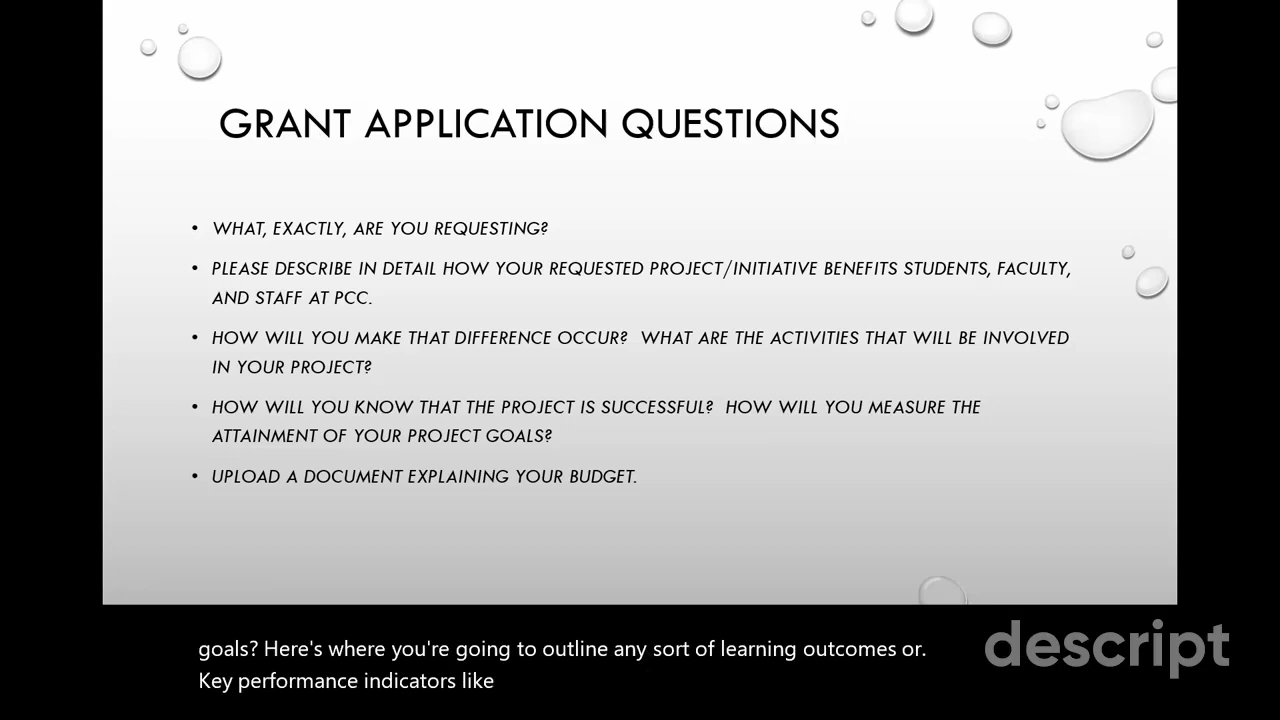 GRANT APPLICATION QUESTIONS
• WHAT, EXACTLY, ARE YOU REQUESTING?
• PLEASE DESCRIBE IN DETAIL HOW YOUR REQUESTED PROJECT/INITIATIVE BENEFITS STUDENTS, FACULTY,
AND STAFF AT PCC.
• HOW WILL YOU MAKE THAT DIFFERENCE OCCUR?  WHAT ARE THE ACTIVITIES THAT WILL BE INVOLVED
IN YOUR PROJECT?
• HOW WILL YOU KNOW THAT THE PROJECT IS SUCCESSFUL?  HOW WILL YOU MEASURE THE
ATTAINMENT OF YOUR PROJECT GOALS?
• UPLOAD A DOCUMENT EXPLAINING YOUR BUDGET.
goals? Here's where you're going to outline any sort of learning outcomes or.
Key performance indicators like
descript